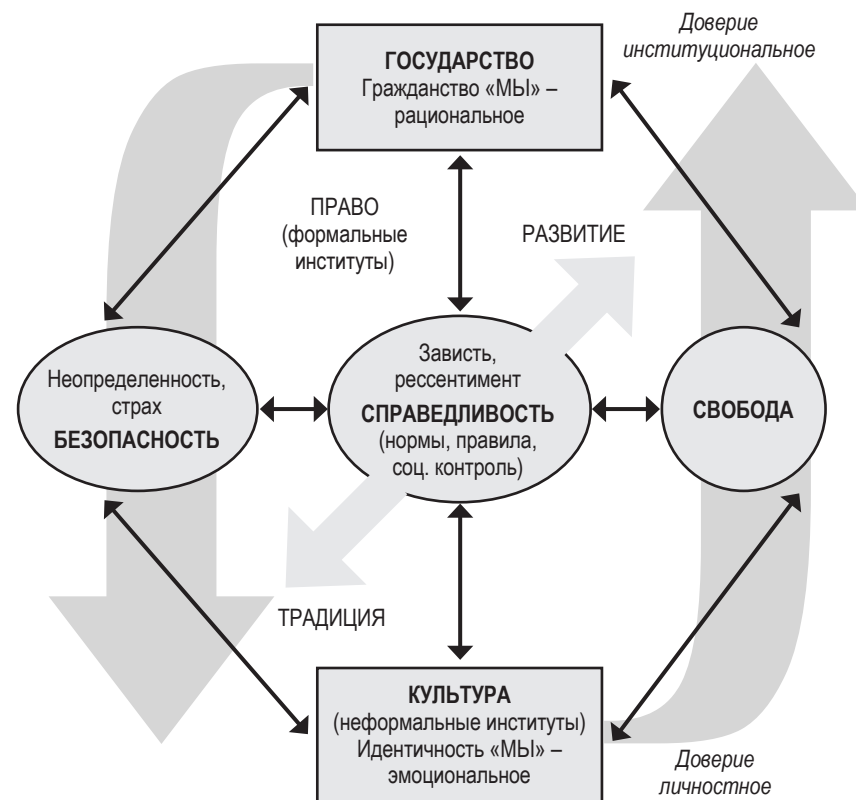 Доверие
институциональное
ГОСУДАРСТВО
Гражданство «МЫ» –
рациональное
ПРАВО
(формальные
институты)
РАЗВИТИЕ
Неопределенность,
страх
БЕЗОПАСНОСТЬ
Зависть,
рессентимент
СПРАВЕДЛИВОСТЬ
(нормы, правила,
соц. контроль)
СВОБОДА
ТРАДИЦИЯ
КУЛЬТУРА
(неформальные институты)
Идентичность «МЫ» –
эмоциональное
Доверие
личностное